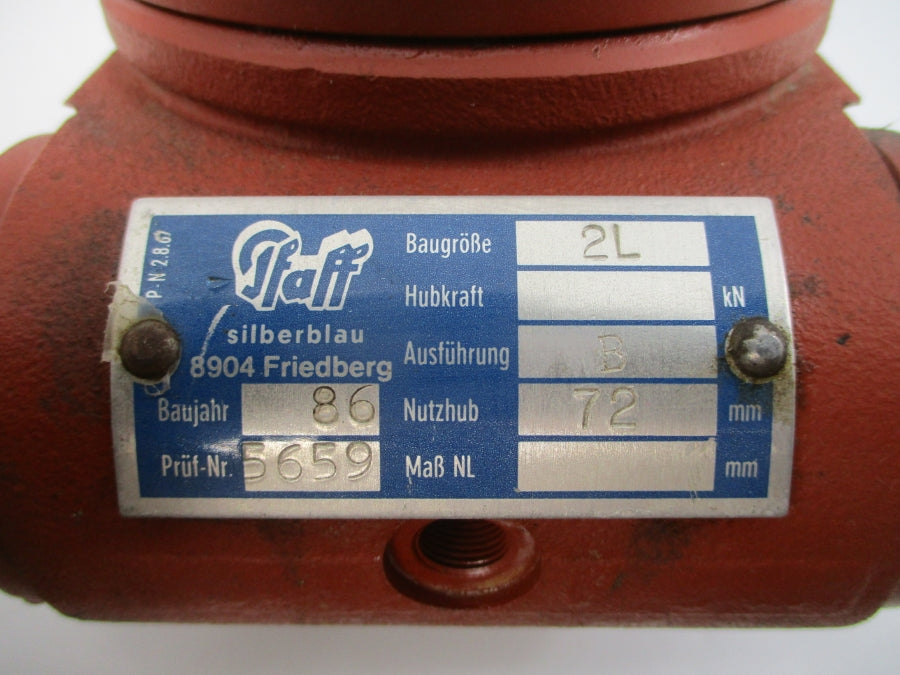 P-N 2.8.67
Pfaff
silberblau
8904 Friedberg
Baujahr 86
Prüf-Nr. 5659
Baugröße 2L
Hubkraft kN
Ausführung B
Nutzhub 72 mm
Maß NL mm